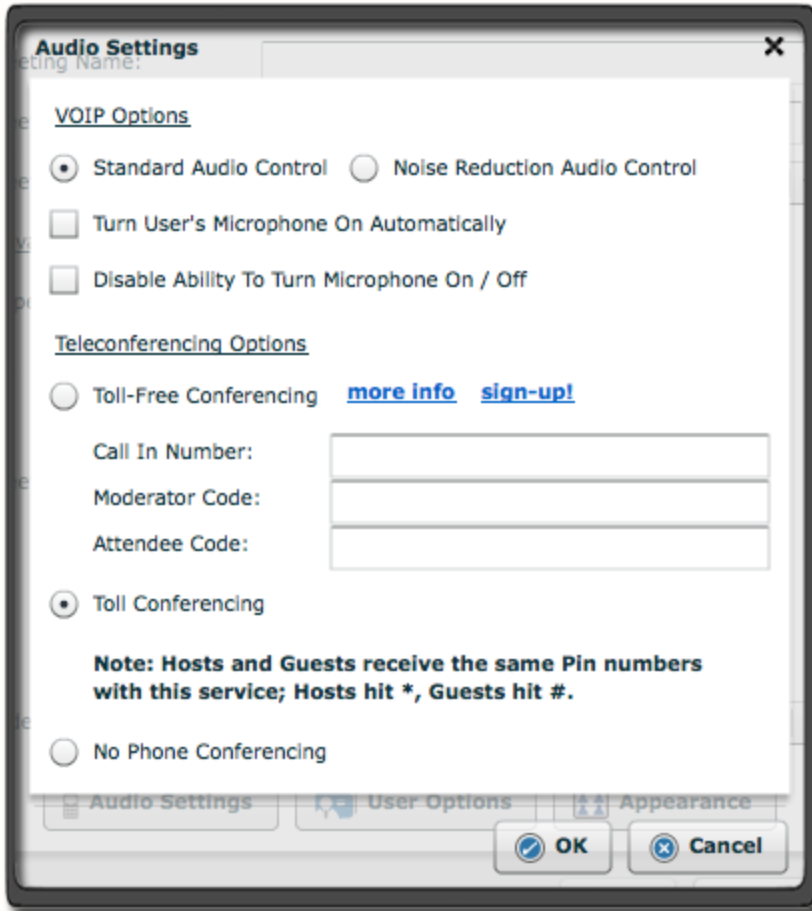 Audio Settings
eting Name:
VOIP Options
Standard Audio Control Noise Reduction Audio Control
Turn User's Microphone On Automatically
Disable Ability To Turn Microphone On / Off
Teleconferencing Options
Toll-Free Conferencing more info sign-up!
Call In Number:
Moderator Code:
Attendee Code:
Toll Conferencing
Note: Hosts and Guests receive the same Pin numbers
with this service; Hosts hit *, Guests hit #.
No Phone Conferencing
Audio Settings User Options Appearance
OK Cancel